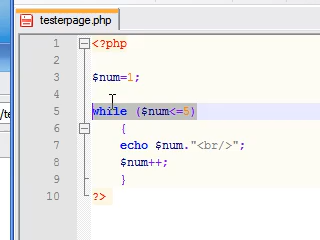 testerpage.php
1 <?php
2
3 $num=1;
4
5 while ($num<=5)
6 {
7 echo $num."<br/>";
8 $num++;
9 }
10 ?>